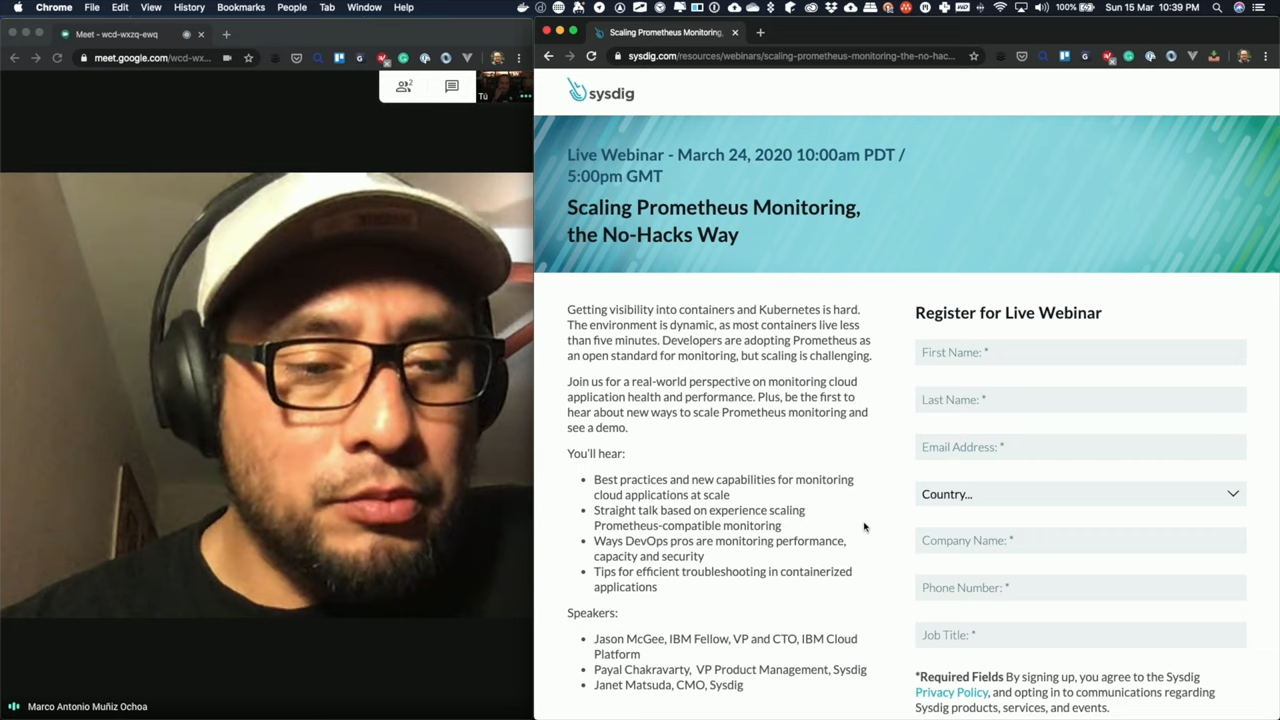 Chrome File Edit View History Bookmarks People Tab Window Help
100% Sun 15 Mar 10:39 PM
Meet - wcd-wxzq-ewq
meet.google.com/wcd-wx...
2
Tú
Marco Antonio Muñiz Ochoa
Scaling Prometheus Monitoring,
sysdig.com/resources/webinars/scaling-prometheus-monitoring-the-no-hac...
sysdig
Live Webinar - March 24, 2020 10:00am PDT /
5:00pm GMT
Scaling Prometheus Monitoring,
the No-Hacks Way
Getting visibility into containers and Kubernetes is hard.
The environment is dynamic, as most containers live less
than five minutes. Developers are adopting Prometheus as
an open standard for monitoring, but scaling is challenging.
Join us for a real-world perspective on monitoring cloud
application health and performance. Plus, be the first to
hear about new ways to scale Prometheus monitoring and
see a demo.
You'll hear:
• Best practices and new capabilities for monitoring
cloud applications at scale
• Straight talk based on experience scaling
Prometheus-compatible monitoring
• Ways DevOps pros are monitoring performance,
capacity and security
• Tips for efficient troubleshooting in containerized
applications
Speakers:
• Jason McGee, IBM Fellow, VP and CTO, IBM Cloud
Platform
• Payal Chakravarty, VP Product Management, Sysdig
• Janet Matsuda, CMO, Sysdig
Register for Live Webinar
First Name: *
Last Name: *
Email Address: *
Country...
Company Name: *
Phone Number: *
Job Title: *
*Required Fields By signing up, you agree to the Sysdig
Privacy Policy, and opting in to communications regarding
Sysdig products, services, and events.